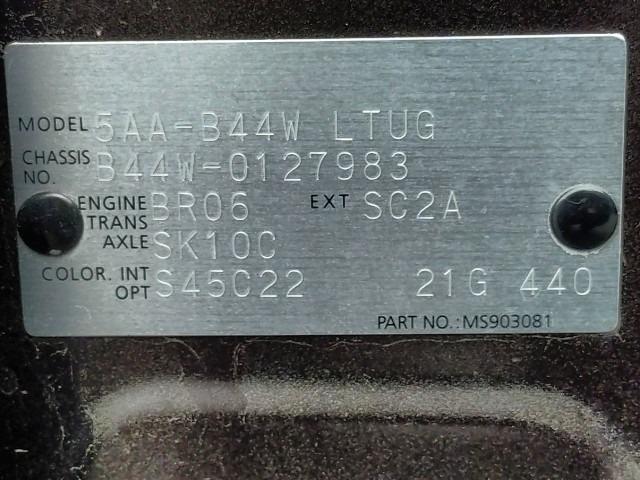 MODEL 5AA-B44W LTUG
CHASSIS NO. B44W-0127983
ENGINE BR06 EXT SC2A
TRANS AXLE SK10C
COLOR. INT OPT S45C22 21G 440
PART NO.:MS903081